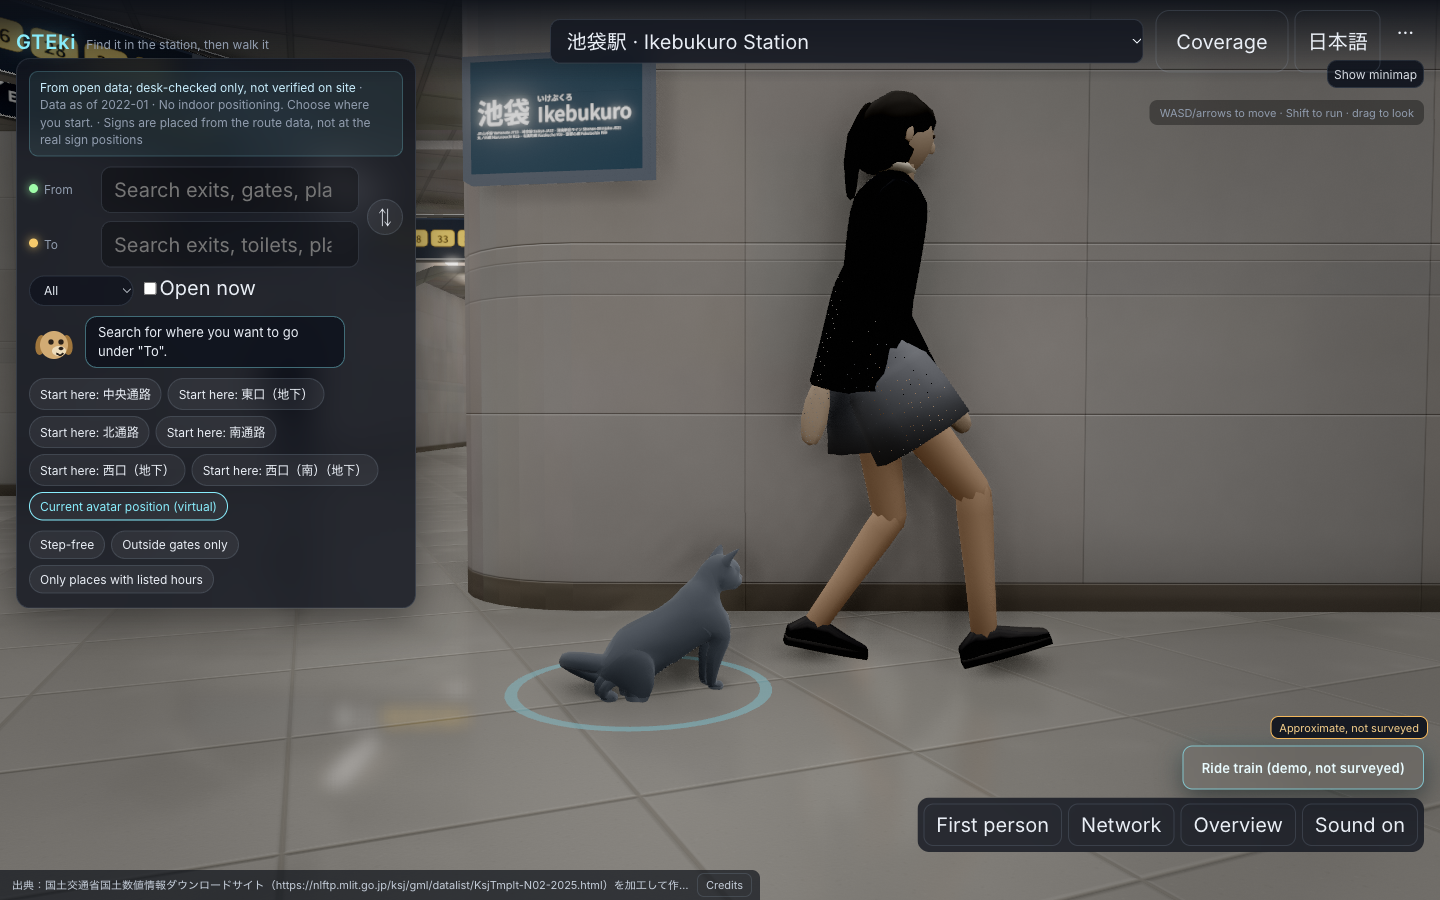 GTEki Find it in the station, then walk it
池袋駅 · Ikebukuro Station
Coverage
日本語
...
Show minimap
WASD/arrows to move · Shift to run · drag to look
From open data; desk-checked only, not verified on site ·
Data as of 2022-01 · No indoor positioning. Choose where
you start. · Signs are placed from the route data, not at the
real sign positions
From
Search exits, gates, pla
To
Search exits, toilets, pla
All
Open now
Search for where you want to go
under "To".
Start here: 中央通路
Start here: 東口（地下）
Start here: 北通路
Start here: 南通路
Start here: 西口（地下）
Start here: 西口（南）（地下）
Current avatar position (virtual)
Step-free
Outside gates only
Only places with listed hours
池袋 いけぶくろ
Ikebukuro
33
Approximate, not surveyed
Ride train (demo, not surveyed)
First person
Network
Overview
Sound on
出典：国土交通省国土数値情報ダウンロードサイト（https://nlftp.mlit.go.jp/ksj/gml/datalist/KsjTmplt-N02-2025.html）を加工して作...
Credits